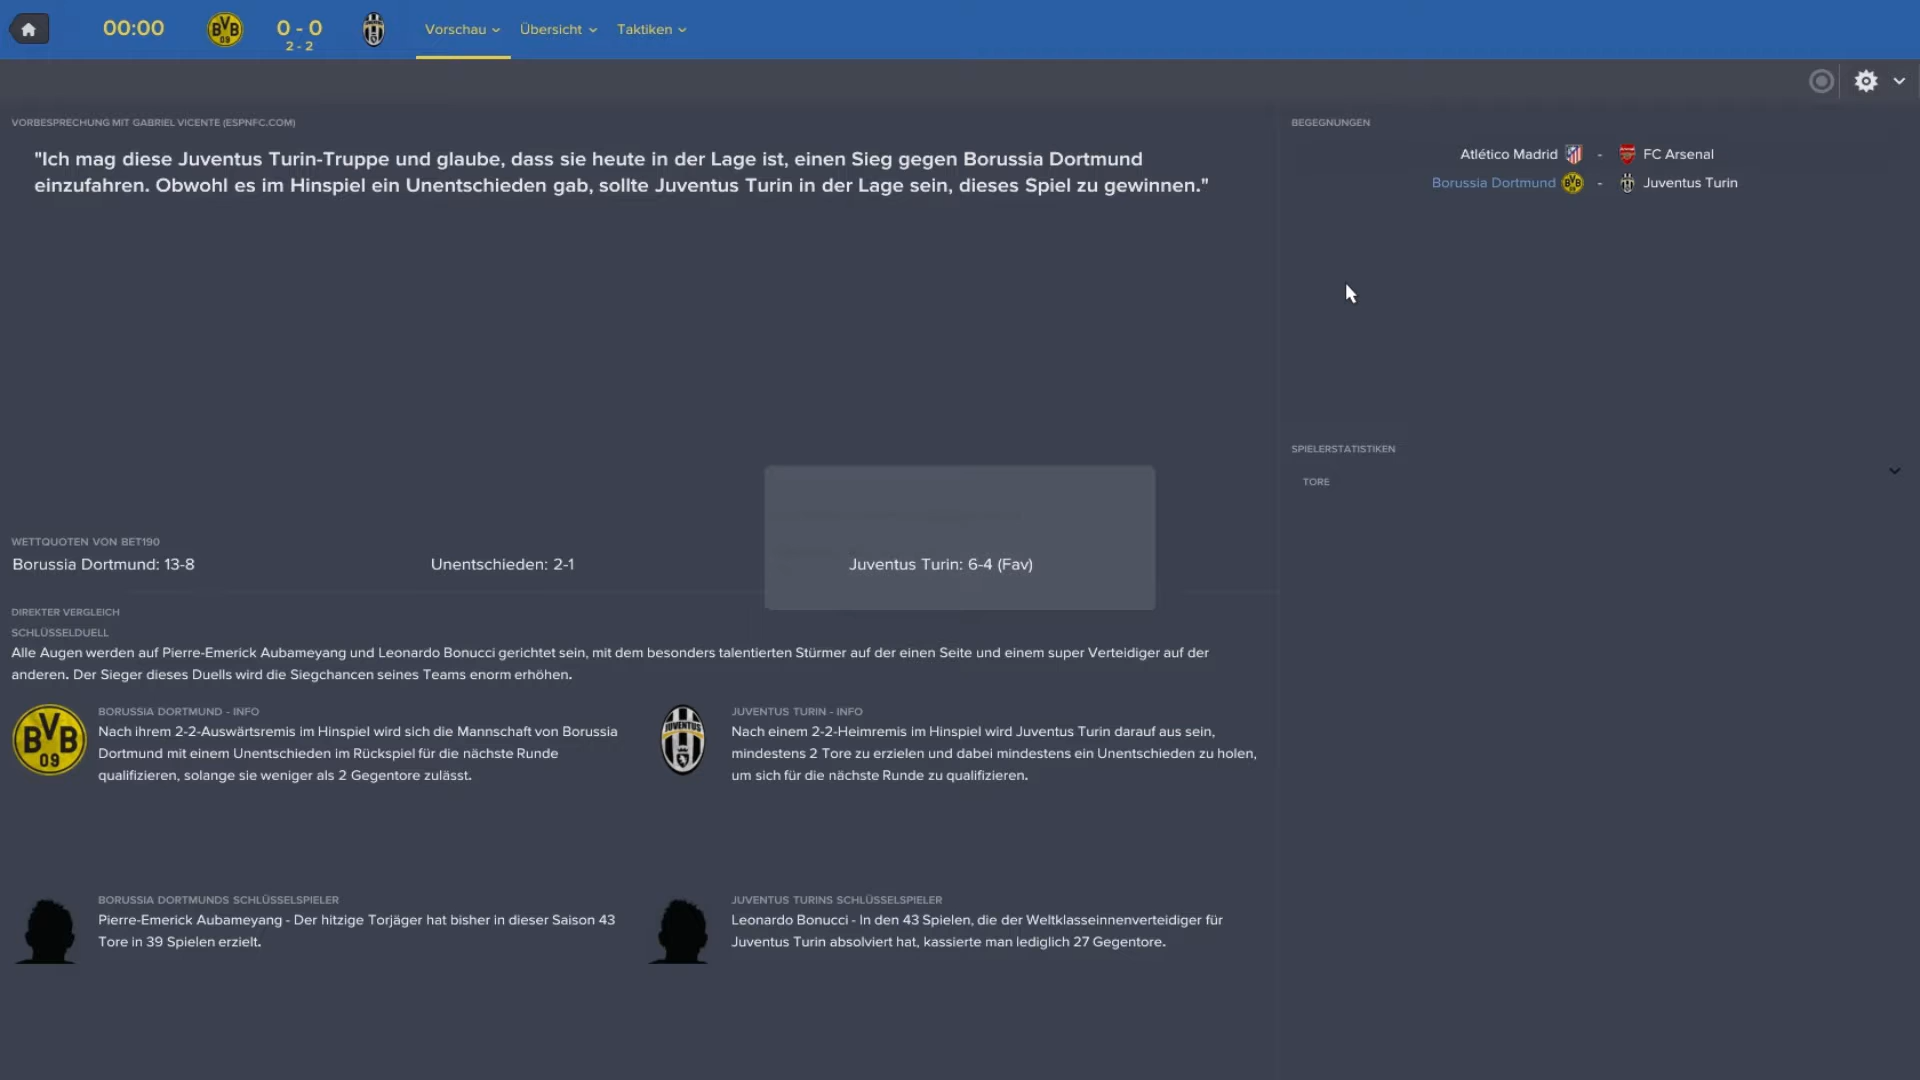 00:00
BVB 09
0 - 0
2 - 2
Vorschau
Übersicht
Taktiken
VORBESPRECHUNG MIT GABRIEL VICENTE (ESPNFC.COM)
"Ich mag diese Juventus Turin-Truppe und glaube, dass sie heute in der Lage ist, einen Sieg gegen Borussia Dortmund
einzufahren. Obwohl es im Hinspiel ein Unentschieden gab, sollte Juventus Turin in der Lage sein, dieses Spiel zu gewinnen."
BEGEGNUNGEN
Atlético Madrid - FC Arsenal
Borussia Dortmund - Juventus Turin
SPIELERSTATISTIKEN
TORE
WETTQUOTEN VON BET190
Borussia Dortmund: 13-8
Unentschieden: 2-1
Juventus Turin: 6-4 (Fav)
DIREKTER VERGLEICH
SCHLÜSSELDUELL
Alle Augen werden auf Pierre-Emerick Aubameyang und Leonardo Bonucci gerichtet sein, mit dem besonders talentierten Stürmer auf der einen Seite und einem super Verteidiger auf der
anderen. Der Sieger dieses Duells wird die Siegchancen seines Teams enorm erhöhen.
BVB 09
BORUSSIA DORTMUND - INFO
Nach ihrem 2-2-Auswärtsremis im Hinspiel wird sich die Mannschaft von Borussia
Dortmund mit einem Unentschieden im Rückspiel für die nächste Runde
qualifizieren, solange sie weniger als 2 Gegentore zulässt.
JUVENTUS
JUVENTUS TURIN - INFO
Nach einem 2-2-Heimremis im Hinspiel wird Juventus Turin darauf aus sein,
mindestens 2 Tore zu erzielen und dabei mindestens ein Unentschieden zu holen,
um sich für die nächste Runde zu qualifizieren.
BORUSSIA DORTMUNDS SCHLÜSSELSPIELER
Pierre-Emerick Aubameyang - Der hitzige Torjäger hat bisher in dieser Saison 43
Tore in 39 Spielen erzielt.
JUVENTUS TURINS SCHLÜSSELSPIELER
Leonardo Bonucci - In den 43 Spielen, die der Weltklasseinnenverteidiger für
Juventus Turin absolviert hat, kassierte man lediglich 27 Gegentore.